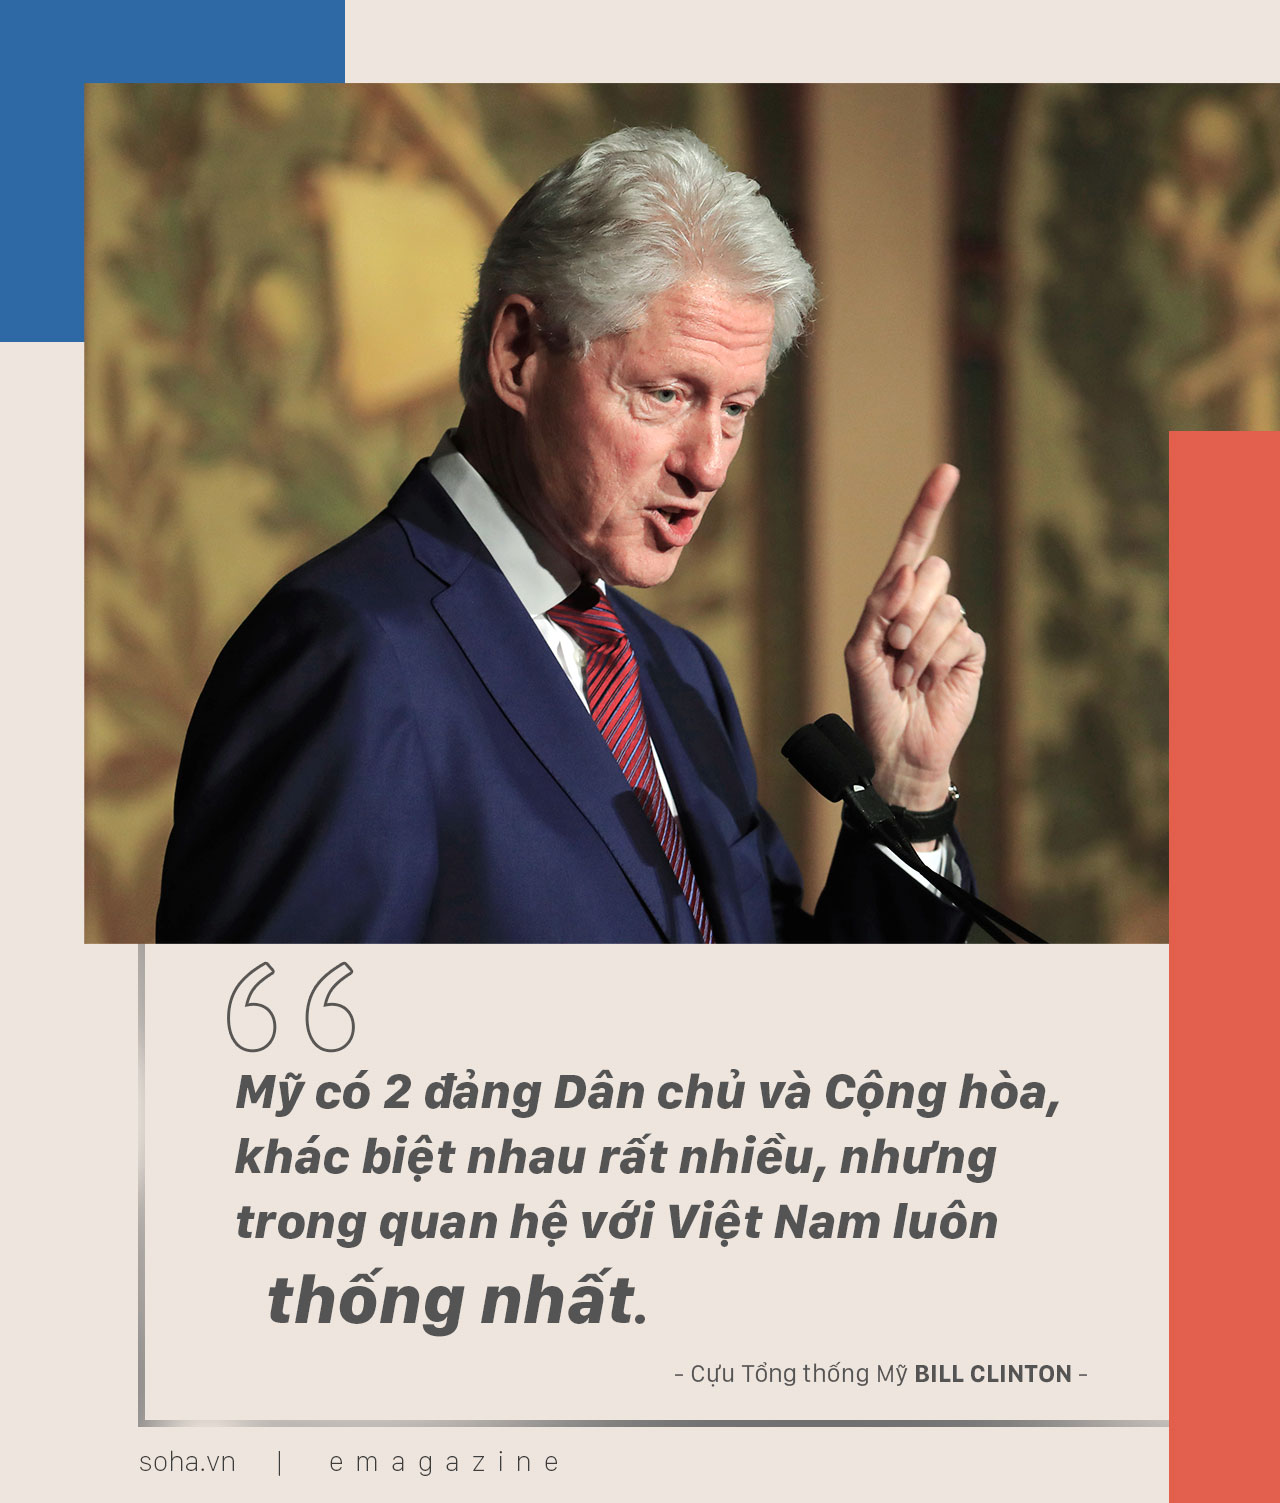 Mỹ có 2 đảng Dân chủ và Cộng hòa,
khác biệt nhau rất nhiều, nhưng
trong quan hệ với Việt Nam luôn
thống nhất.
- Cựu Tổng thống Mỹ BILL CLINTON -
soha.vn | emagazine